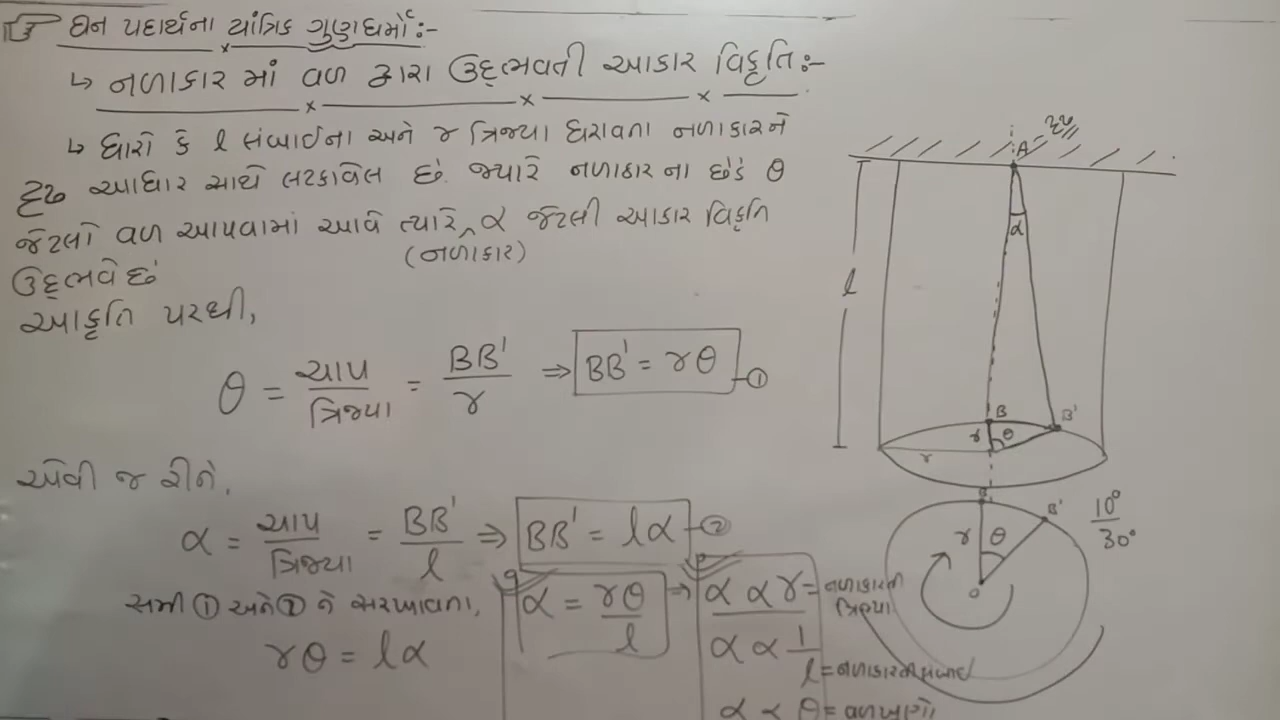 ઘન પદાર્થના યાંત્રિક ગુણધર્મો:-
↳ નળાકાર માં વળ દ્વારા ઉદ્દભવતી આકાર વિકૃતિ:-
↳ ધારો કે l લંબાઈના અને r ત્રિજ્યા ધરાવતા નળાકારને
દૃઢ આધાર સાથે લટકાવેલ છે. જ્યારે નળાકાર ના છેડે θ
જેટલો વળ આપવામાં આવે ત્યારે ^ α જેટલી આકાર વિકૃતિ
(નળાકાર)
ઉદ્દભવે છે
આકૃતિ પરથી,
θ = ચાપ / ત્રિજ્યા = BB' / r ⇒ BB' = rθ —①
એવી જ રીતે,
α = ચાપ / ત્રિજ્યા = BB' / l ⇒ BB' = lα —②
સમી ① અને ② ને સરખાવતા,
rθ = lα
α = rθ / l ⇒ α ∝ r = નળાકારની ત્રિજ્યા
α ∝ 1 / l = નળાકારની લંબાઈ
α ∝ θ = વળખૂણો
A દૃઢ
α
l
B B'
r θ
r
B B'
r θ
O
10° / 30°